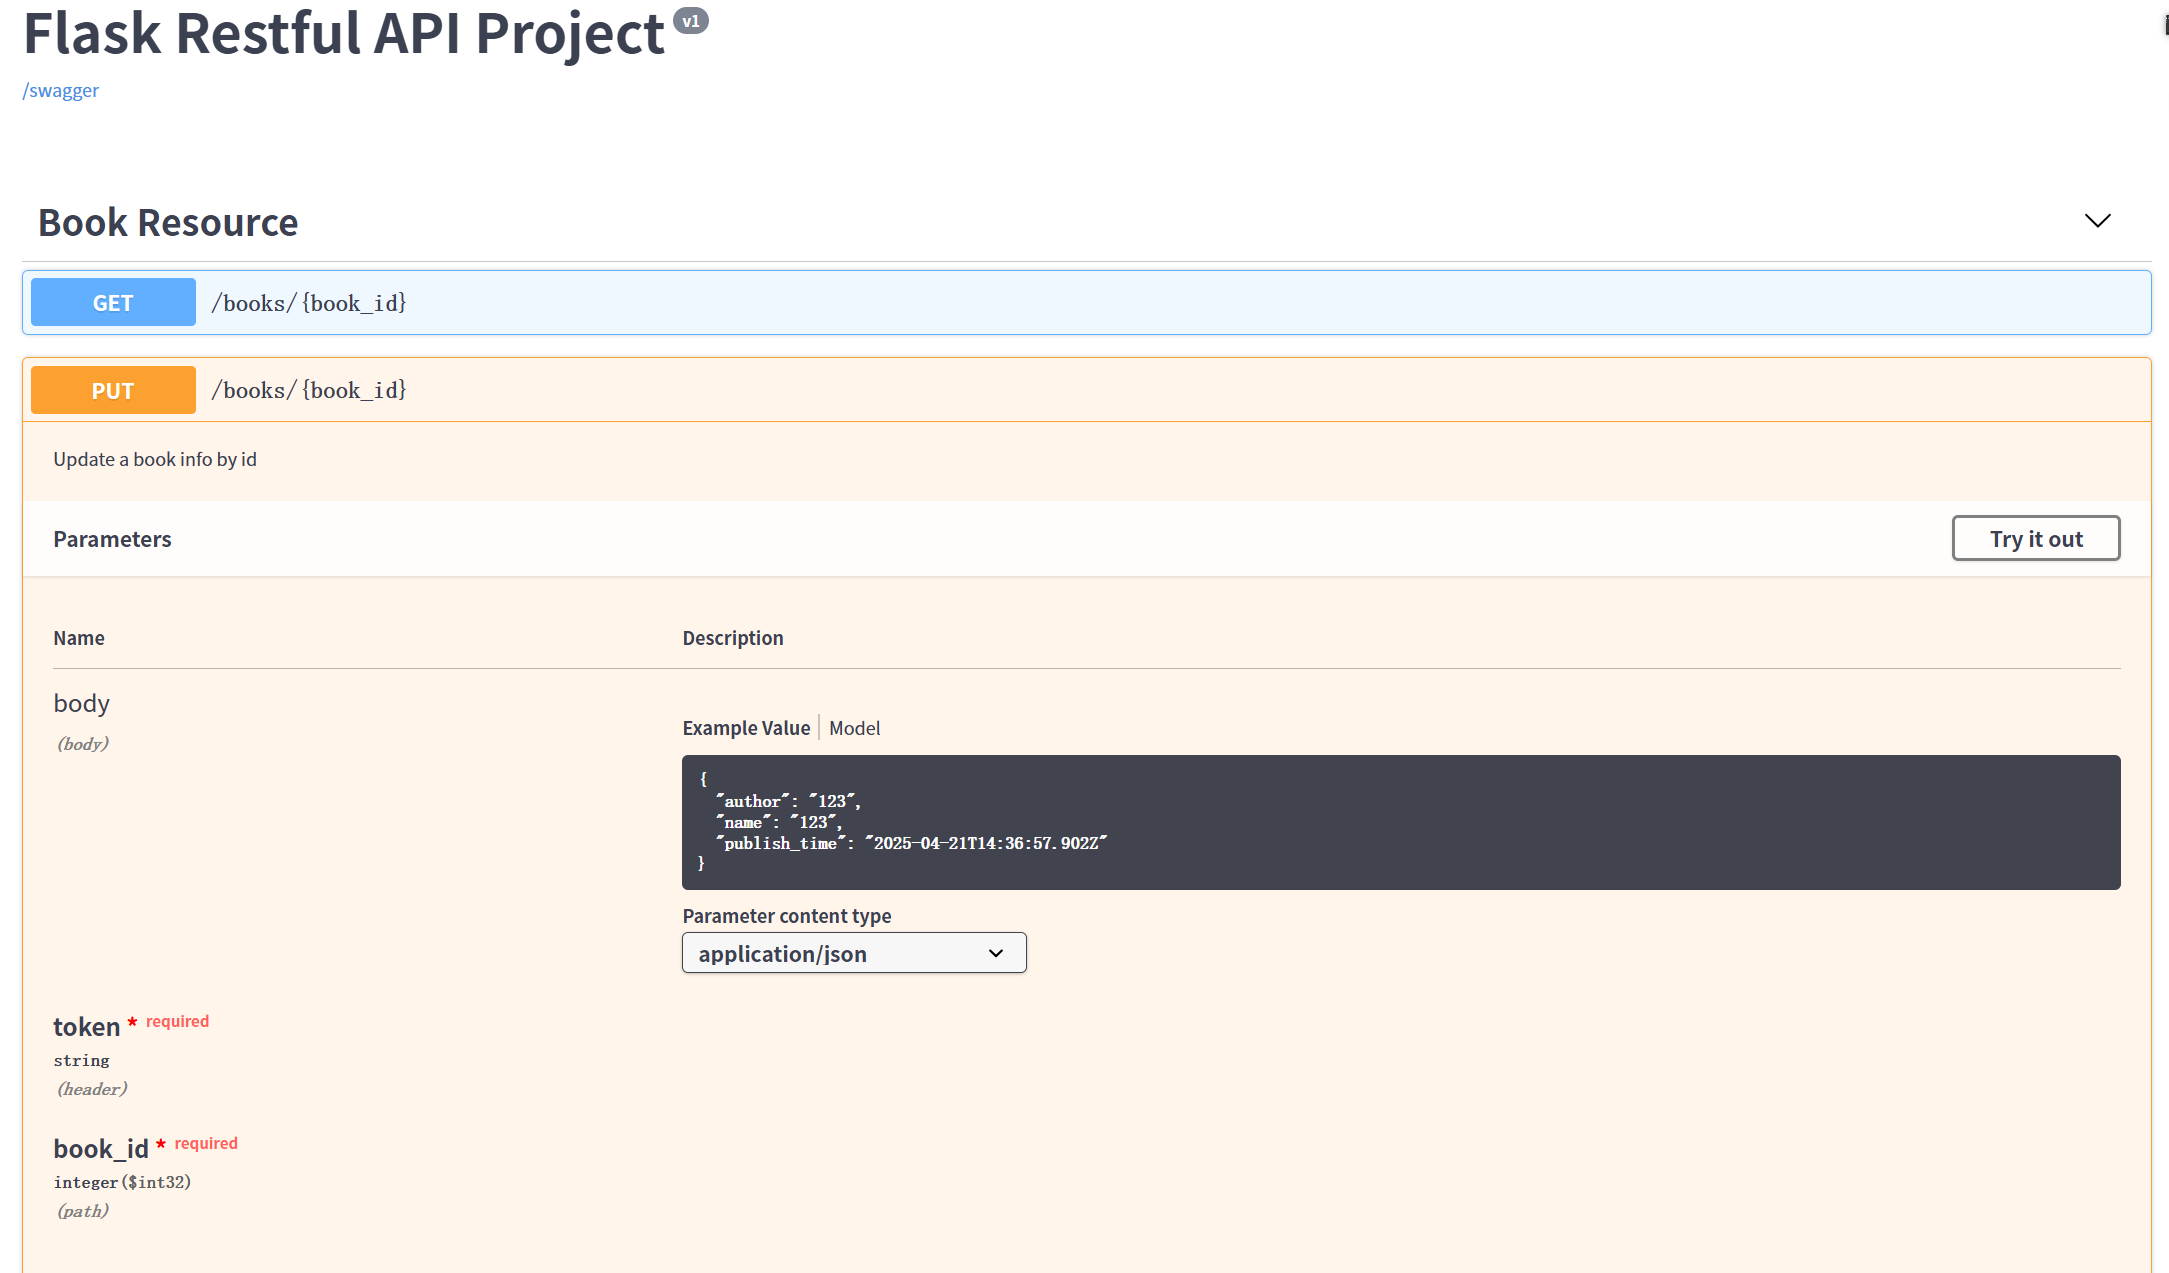 Flask Restful API Project v1
/swagger
Book Resource
GET /books/{book_id}
PUT /books/{book_id}
Update a book info by id
Parameters Try it out
Name Description
body
(body)
Example Value Model
{
"author": "123",
"name": "123",
"publish_time": "2025-04-21T14:36:57.902Z"
}
Parameter content type
application/json
token * required
string
(header)
book_id * required
integer($int32)
(path)